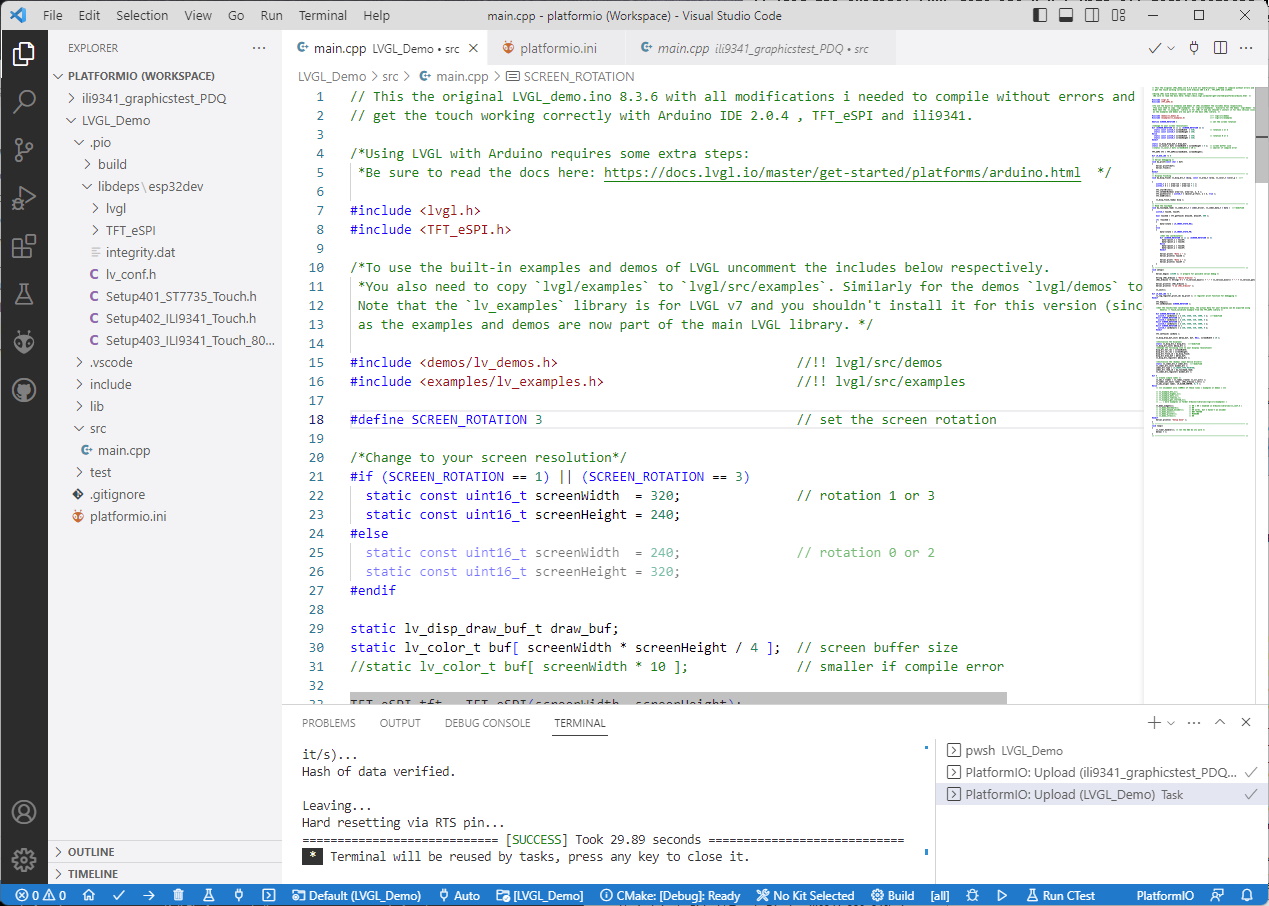 File Edit Selection View Go Run Terminal Help main.cpp - platformio (Workspace) - Visual Studio Code
EXPLORER
PLATFORMIO (WORKSPACE)
ili9341_graphicstest_PDQ
LVGL_Demo
.pio
build
libdeps\esp32dev
lvgl
TFT_eSPI
integrity.dat
C lv_conf.h
C Setup401_ST7735_Touch.h
C Setup402_ILI9341_Touch.h
C Setup403_ILI9341_Touch_80...
.vscode
include
lib
src
main.cpp
test
.gitignore
platformio.ini
OUTLINE
TIMELINE
main.cpp LVGL_Demo • src platformio.ini main.cpp ili9341_graphicstest_PDQ • src
LVGL_Demo > src > main.cpp > SCREEN_ROTATION
1 // This the original LVGL_demo.ino 8.3.6 with all modifications i needed to compile without errors and
2 // get the touch working correctly with Arduino IDE 2.0.4 , TFT_eSPI and ili9341.
3
4 /*Using LVGL with Arduino requires some extra steps:
5 *Be sure to read the docs here: https://docs.lvgl.io/master/get-started/platforms/arduino.html */
6
7 #include <lvgl.h>
8 #include <TFT_eSPI.h>
9
10 /*To use the built-in examples and demos of LVGL uncomment the includes below respectively.
11 *You also need to copy `lvgl/examples` to `lvgl/src/examples`. Similarly for the demos `lvgl/demos` to
12 Note that the `lv_examples` library is for LVGL v7 and you shouldn't install it for this version (sinc
13 as the examples and demos are now part of the main LVGL library. */
14
15 #include <demos/lv_demos.h> //!! lvgl/src/demos
16 #include <examples/lv_examples.h> //!! lvgl/src/examples
17
18 #define SCREEN_ROTATION 3 // set the screen rotation
19
20 /*Change to your screen resolution*/
21 #if (SCREEN_ROTATION == 1) || (SCREEN_ROTATION == 3)
22 static const uint16_t screenWidth = 320; // rotation 1 or 3
23 static const uint16_t screenHeight = 240;
24 #else
25 static const uint16_t screenWidth = 240; // rotation 0 or 2
26 static const uint16_t screenHeight = 320;
27 #endif
28
29 static lv_disp_draw_buf_t draw_buf;
30 static lv_color_t buf[ screenWidth * screenHeight / 4 ]; // screen buffer size
31 //static lv_color_t buf[ screenWidth * 10 ]; // smaller if compile error
32
33 TFT_eSPI tft = TFT_eSPI(screenWidth, screenHeight);
PROBLEMS OUTPUT DEBUG CONSOLE TERMINAL
it/s)...
Hash of data verified.
Leaving...
Hard resetting via RTS pin...
============================ [SUCCESS] Took 29.89 seconds ============================
* Terminal will be reused by tasks, press any key to close it.
pwsh LVGL_Demo
PlatformIO: Upload (ili9341_graphicstest_PDQ...
PlatformIO: Upload (LVGL_Demo) Task
0 0 Default (LVGL_Demo) Auto [LVGL_Demo] CMake: [Debug]: Ready No Kit Selected Build [all] Run CTest PlatformIO